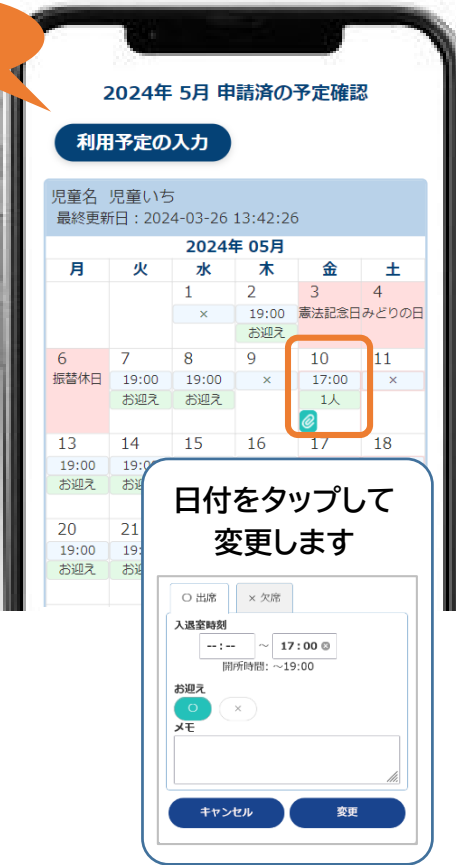 2024年 5月 申請済の予定確認
利用予定の入力
児童名 児童いち
最終更新日：2024-03-26 13:42:26
2024年 05月
月 火 水 木 金 土
1 2 3 4
× 19:00 憲法記念日 みどりの日
お迎え
6 7 8 9 10 11
振替休日 19:00 19:00 × 17:00 ×
お迎え お迎え 1人
13 14 15 16 17 18
19:00 19:00
お迎え
20 21
19:00
お迎え
日付をタップして
変更します
○ 出席 × 欠席
入退室時刻
--:-- ～ 17:00
開所時間: ～19:00
お迎え
○ ×
メモ
キャンセル 変更